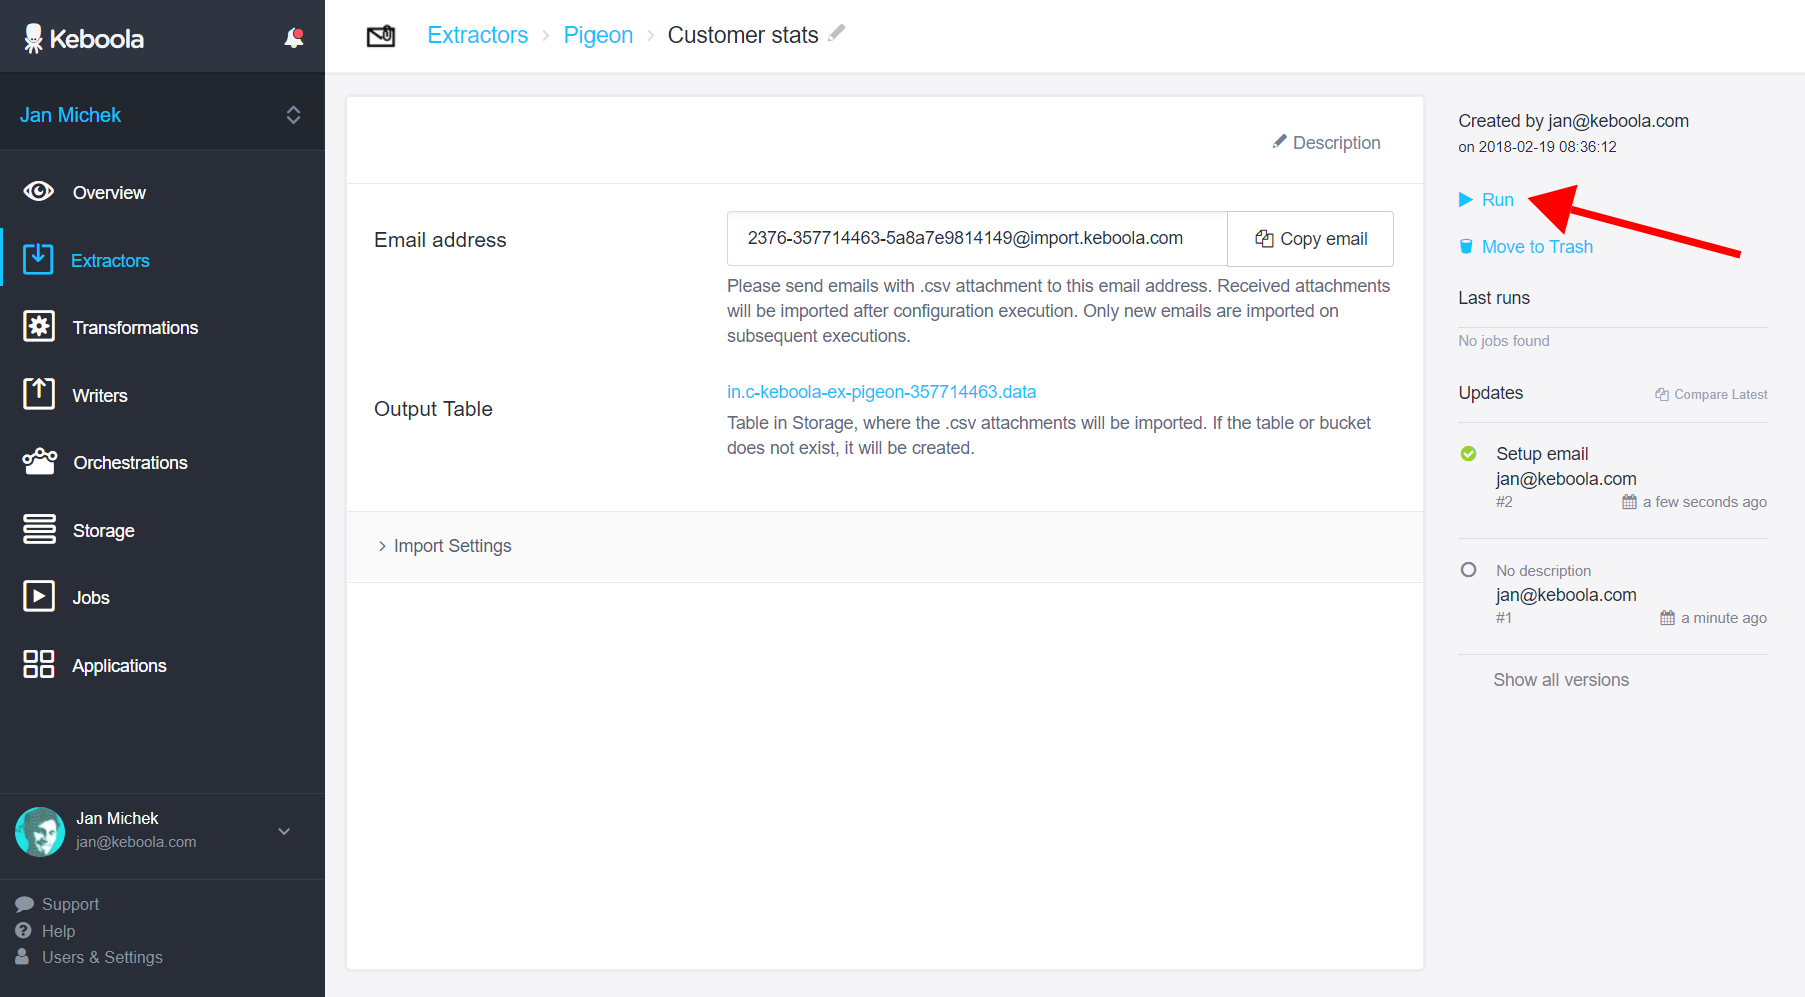 Keboola
Jan Michek
Overview
Extractors
Transformations
Writers
Orchestrations
Storage
Jobs
Applications
Jan Michek
jan@keboola.com
Support
Help
Users & Settings
Extractors > Pigeon > Customer stats
Description
Email address
2376-357714463-5a8a7e9814149@import.keboola.com
Copy email
Please send emails with .csv attachment to this email address. Received attachments
will be imported after configuration execution. Only new emails are imported on
subsequent executions.
Output Table
in.c-keboola-ex-pigeon-357714463.data
Table in Storage, where the .csv attachments will be imported. If the table or bucket
does not exist, it will be created.
Import Settings
Created by jan@keboola.com
on 2018-02-19 08:36:12
Run
Move to Trash
Last runs
No jobs found
Updates
Compare Latest
Setup email
jan@keboola.com
#2 a few seconds ago
No description
jan@keboola.com
#1 a minute ago
Show all versions